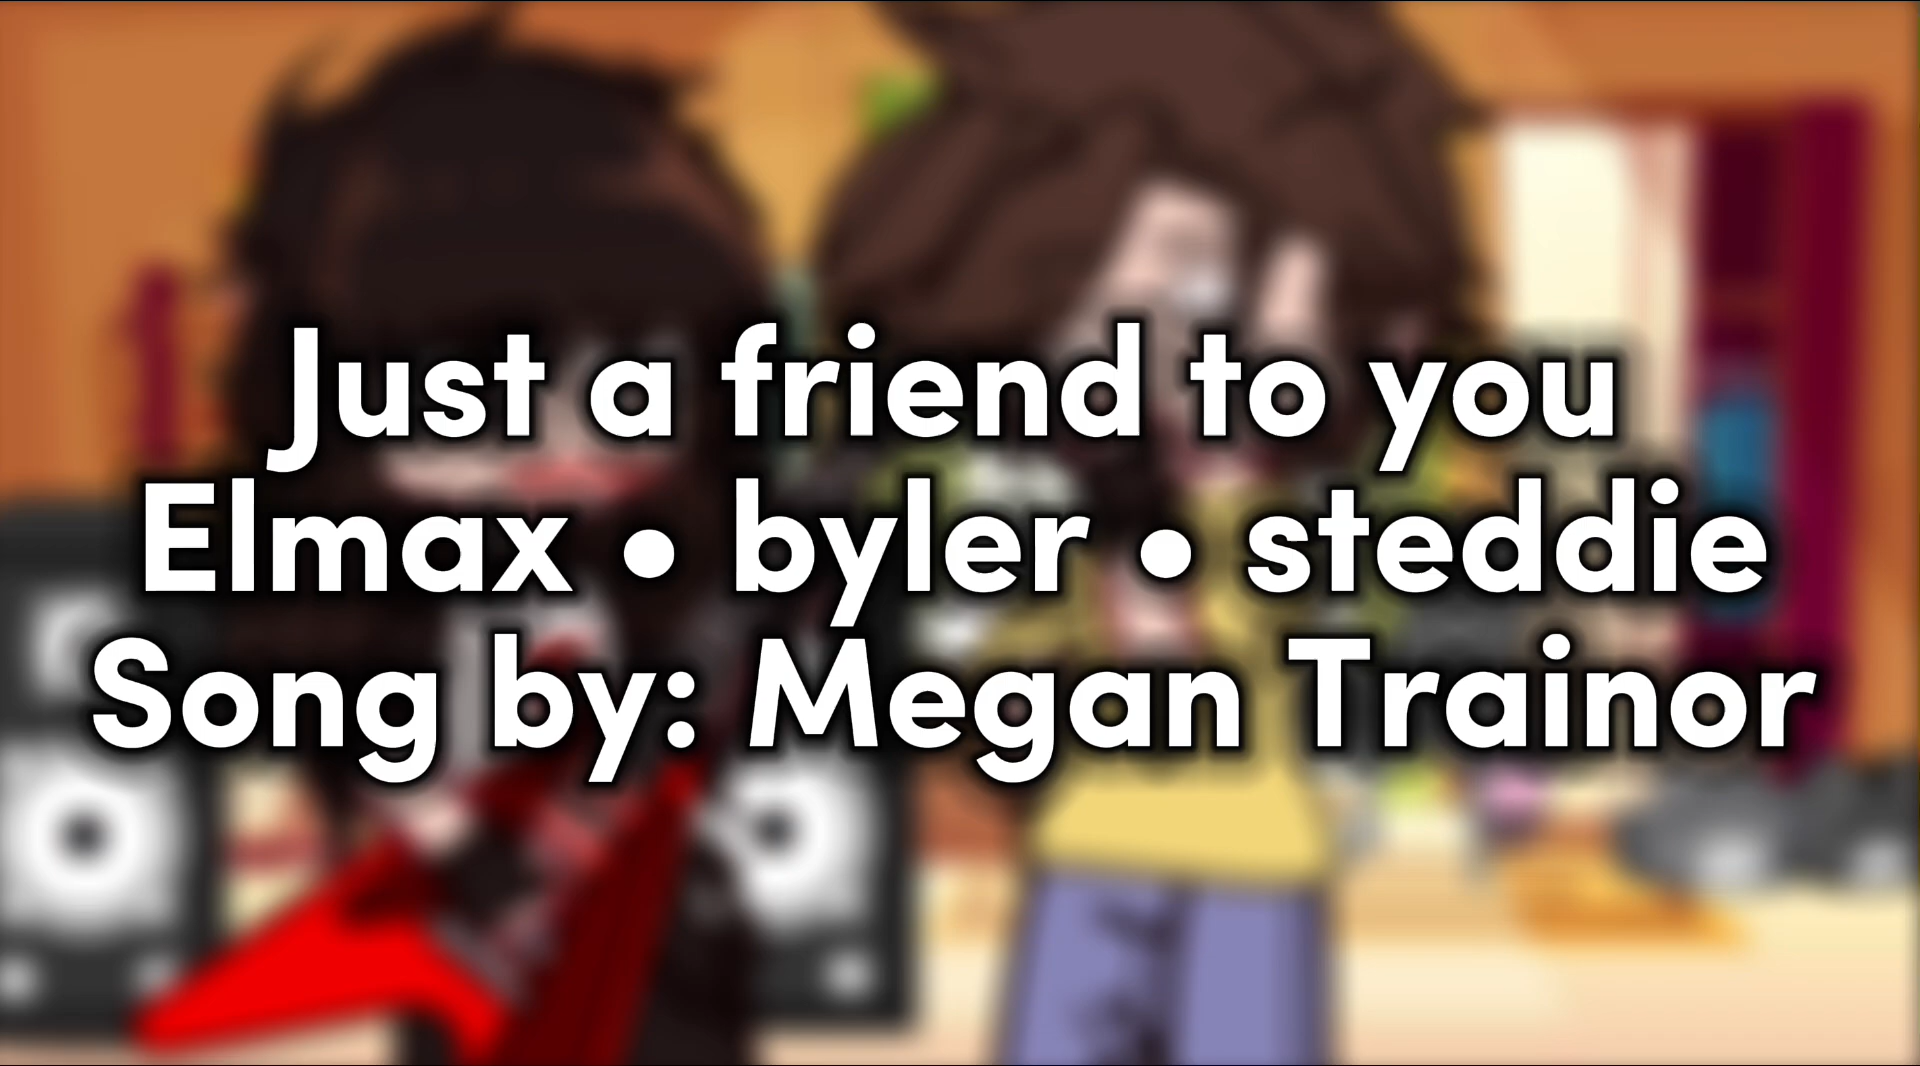 Just a friend to you
Elmax • byler • steddie
Song by: Megan Trainor